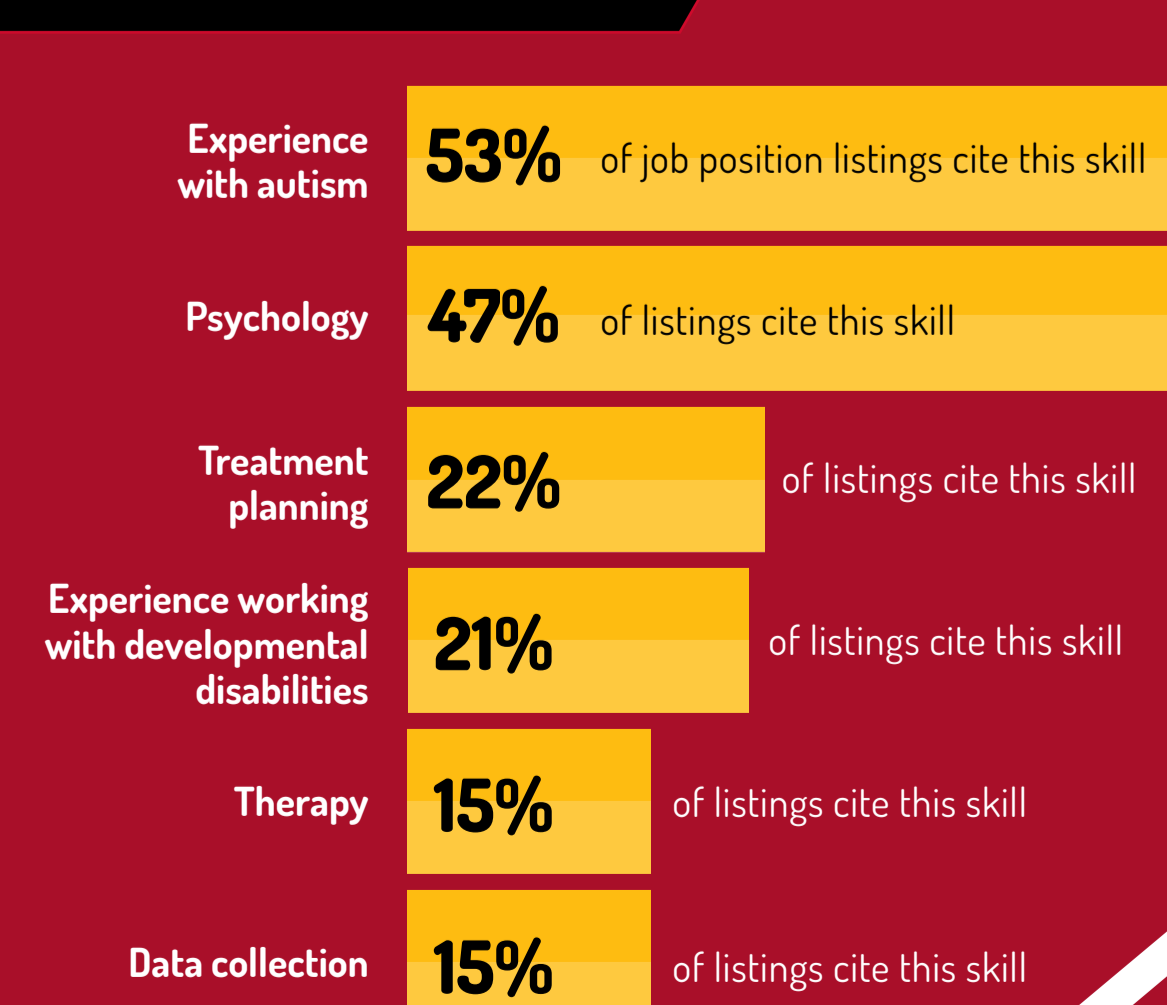 Experience
with autism
53% of job position listings cite this skill
Psychology
47% of listings cite this skill
Treatment
planning
22% of listings cite this skill
Experience working
with developmental
disabilities
21% of listings cite this skill
Therapy
15% of listings cite this skill
Data collection
15% of listings cite this skill